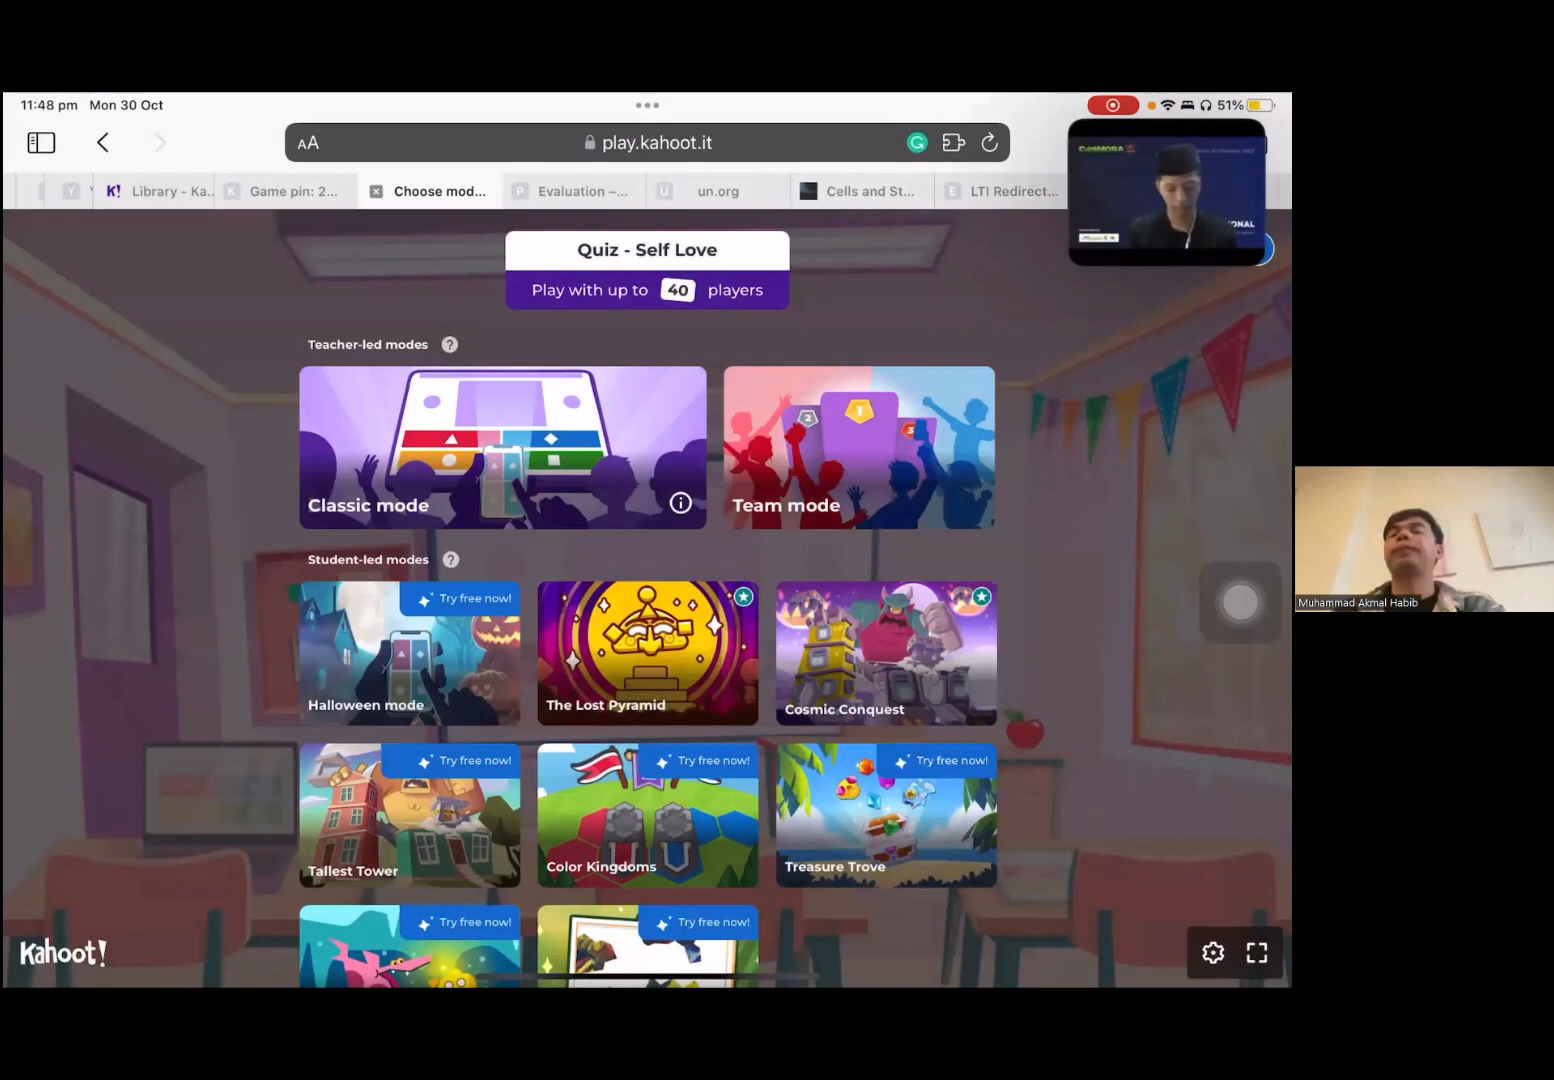 11:48 pm Mon 30 Oct
51%
AA play.kahoot.it
Library - Ka...
Game pin: 2...
Choose mod...
Evaluation –...
un.org
Cells and St...
LTI Redirect...
Quiz - Self Love
Play with up to 40 players
Teacher-led modes ?
Classic mode
Team mode
Student-led modes ?
Try free now!
Halloween mode
The Lost Pyramid
Cosmic Conquest
Try free now!
Try free now!
Try free now!
Tallest Tower
Color Kingdoms
Treasure Trove
Try free now!
Try free now!
Kahoot!
Muhammad Akmal Habib